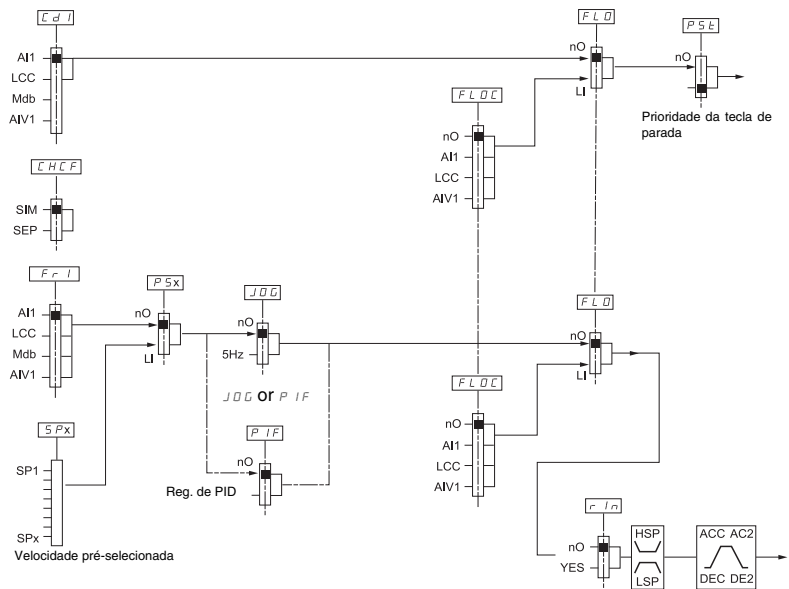 Cd1
AI1
LCC
Mdb
AIV1
CHCF
SIM
SEP
Fr1
AI1
LCC
Mdb
AIV1
PSx
nO
LI
JOG
nO
5Hz
JOG or PIF
PIF
nO
Reg. de PID
SPx
SP1
SPx
Velocidade pré-selecionada
FLOC
nO
AI1
LCC
AIV1
FLO
nO
LI
PSt
nO
Prioridade da tecla de
parada
FLOC
nO
AI1
LCC
AIV1
FLO
nO
LI
rIn
nO
YES
HSP
LSP
ACC AC2
DEC DE2